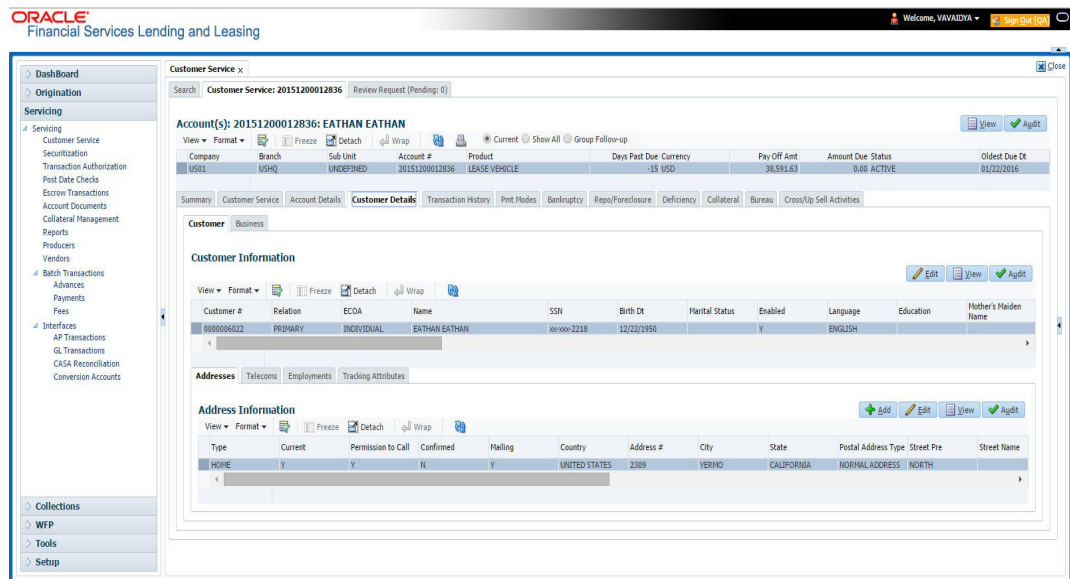 ORACLE
Financial Services Lending and Leasing
Welcome, VAVAIDYA
Sign Out [QA]
Close
DashBoard
Origination
Servicing
Servicing
Customer Service
Securitization
Transaction Authorization
Post Date Checks
Escrow Transactions
Account Documents
Collateral Management
Reports
Producers
Vendors
Batch Transactions
Advances
Payments
Fees
Interfaces
AP Transactions
GL Transactions
CASA Reconciliation
Conversion Accounts
Collections
WFP
Tools
Setup
Customer Service x
Search Customer Service: 20151200012836 Review Request (Pending: 0)
Account(s): 20151200012836: EATHAN EATHAN
View Audit
View Format Freeze Detach Wrap Current Show All Group Follow-up
Company Branch Sub Unit Account # Product Days Past Due Currency Pay Off Amt Amount Due Status Oldest Due Dt
US01 USHQ UNDEFINED 20151200012836 LEASE VEHICLE -15 USD 38,591.63 0.00 ACTIVE 01/22/2016
Summary Customer Service Account Details Customer Details Transaction History Pmt Modes Bankruptcy Repo/Foreclosure Deficiency Collateral Bureau Cross/Up Sell Activities
Customer Business
Customer Information
Edit View Audit
View Format Freeze Detach Wrap
Customer # Relation ECOA Name SSN Birth Dt Marital Status Enabled Language Education Mother's Maiden Name
0000006022 PRIMARY INDIVIDUAL EATHAN EATHAN xx-xxx-2218 12/22/1950 Y ENGLISH
Addresses Telecoms Employments Tracking Attributes
Address Information
Add Edit View Audit
View Format Freeze Detach Wrap
Type Current Permission to Call Confirmed Mailing Country Address # City State Postal Address Type Street Pre Street Name
HOME Y Y N Y UNITED STATES 2309 YERMO CALIFORNIA NORMAL ADDRESS NORTH